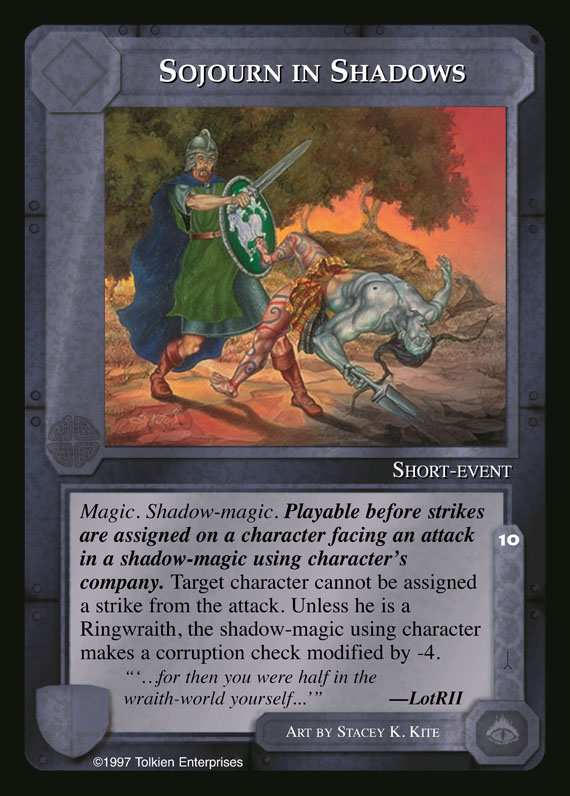 Sojourn in Shadows
Short-event
Magic. Shadow-magic. Playable before strikes
are assigned on a character facing an attack
in a shadow-magic using character's
company. Target character cannot be assigned
a strike from the attack. Unless he is a
Ringwraith, the shadow-magic using character
makes a corruption check modified by -4.
“‘…for then you were half in the
wraith-world yourself...’” —LotRII
10
Art by Stacey K. Kite
©1997 Tolkien Enterprises